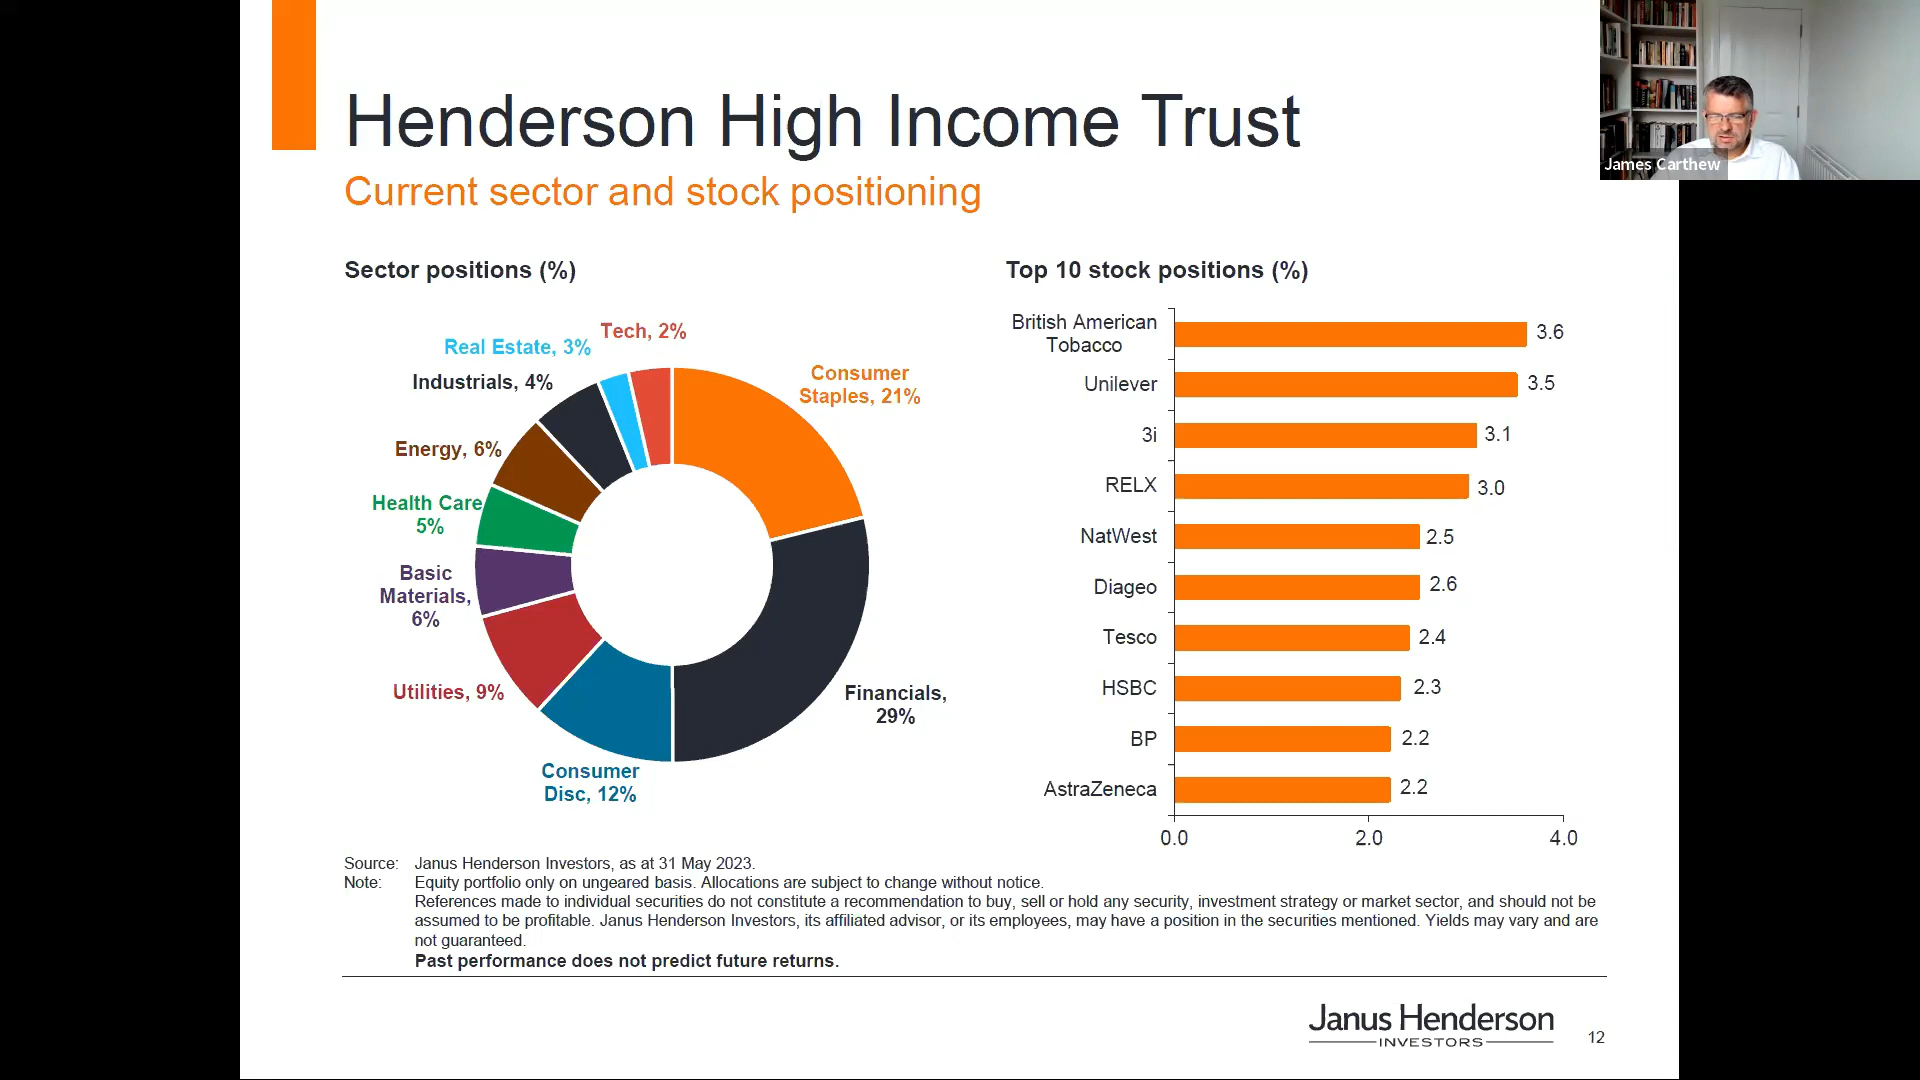 Henderson High Income Trust
Current sector and stock positioning
James Carthew
Sector positions (%)
Tech, 2%
Real Estate, 3%
Industrials, 4%
Consumer
Staples, 21%
Energy, 6%
Health Care
5%
Basic
Materials,
6%
Utilities, 9%
Financials,
29%
Consumer
Disc, 12%
Top 10 stock positions (%)
British American
Tobacco
3.6
Unilever
3.5
3i
3.1
RELX
3.0
NatWest
2.5
Diageo
2.6
Tesco
2.4
HSBC
2.3
BP
2.2
AstraZeneca
2.2
0.0 2.0 4.0
Source: Janus Henderson Investors, as at 31 May 2023.
Note: Equity portfolio only on ungeared basis. Allocations are subject to change without notice.
References made to individual securities do not constitute a recommendation to buy, sell or hold any security, investment strategy or market sector, and should not be
assumed to be profitable. Janus Henderson Investors, its affiliated advisor, or its employees, may have a position in the securities mentioned. Yields may vary and are
not guaranteed.
Past performance does not predict future returns.
Janus Henderson
INVESTORS
12